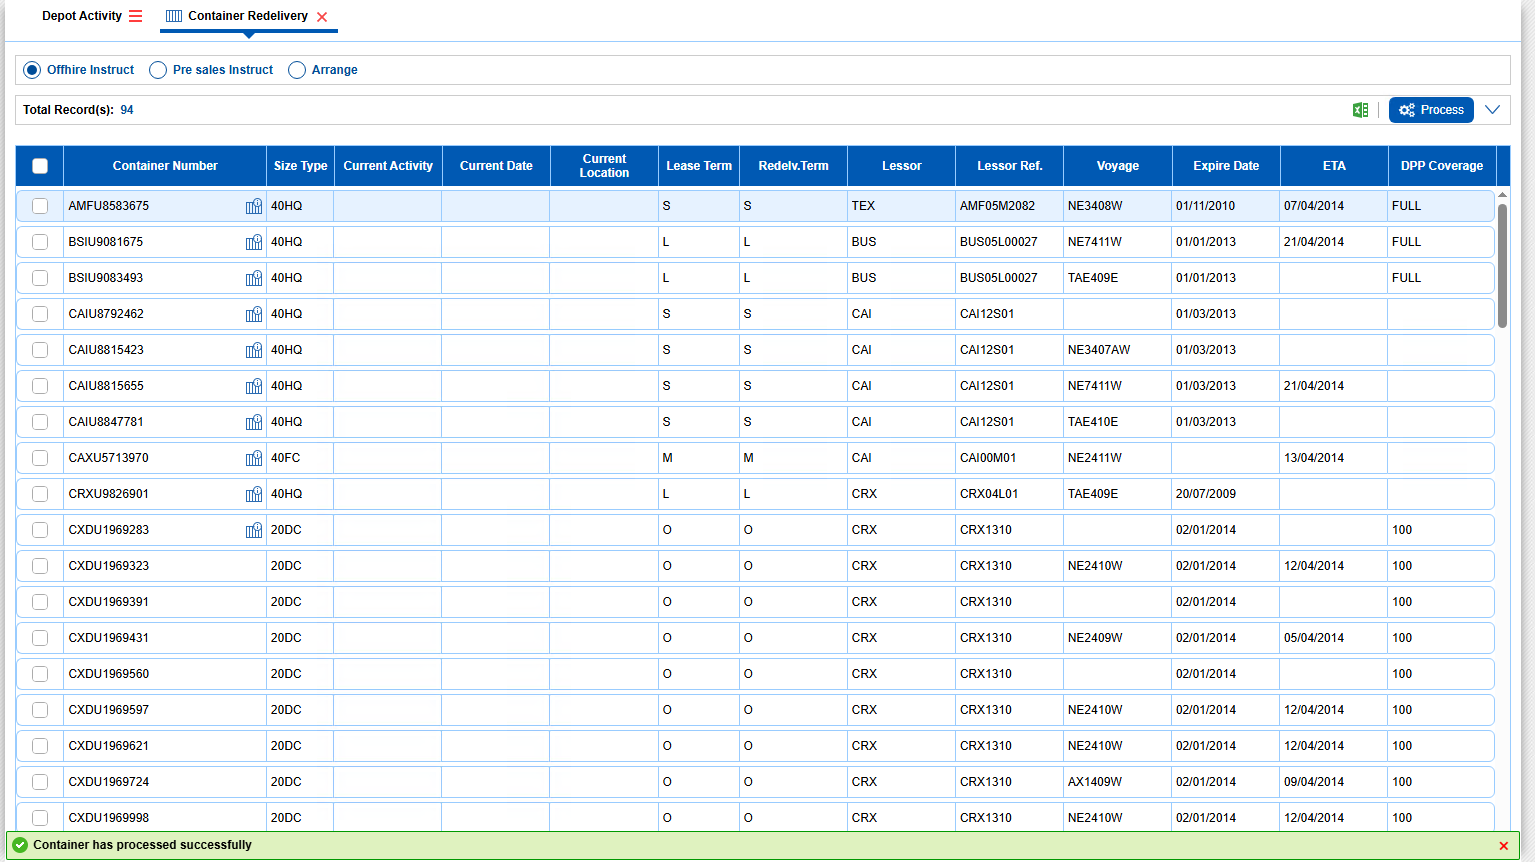 Depot Activity Container Redelivery
Offhire Instruct Pre sales Instruct Arrange
Total Record(s): 94 Process
Container Number Size Type Current Activity Current Date Current Location Lease Term Redelv.Term Lessor Lessor Ref. Voyage Expire Date ETA DPP Coverage
AMFU8583675 40HQ S S TEX AMF05M2082 NE3408W 01/11/2010 07/04/2014 FULL
BSIU9081675 40HQ L L BUS BUS05L00027 NE7411W 01/01/2013 21/04/2014 FULL
BSIU9083493 40HQ L L BUS BUS05L00027 TAE409E 01/01/2013 FULL
CAIU8792462 40HQ S S CAI CAI12S01 01/03/2013
CAIU8815423 40HQ S S CAI CAI12S01 NE3407AW 01/03/2013
CAIU8815655 40HQ S S CAI CAI12S01 NE7411W 01/03/2013 21/04/2014
CAIU8847781 40HQ S S CAI CAI12S01 TAE410E 01/03/2013
CAXU5713970 40FC M M CAI CAI00M01 NE2411W 13/04/2014
CRXU9826901 40HQ L L CRX CRX04L01 TAE409E 20/07/2009
CXDU1969283 20DC O O CRX CRX1310 02/01/2014 100
CXDU1969323 20DC O O CRX CRX1310 NE2410W 02/01/2014 12/04/2014 100
CXDU1969391 20DC O O CRX CRX1310 02/01/2014 100
CXDU1969431 20DC O O CRX CRX1310 NE2409W 02/01/2014 05/04/2014 100
CXDU1969560 20DC O O CRX CRX1310 02/01/2014 100
CXDU1969597 20DC O O CRX CRX1310 NE2410W 02/01/2014 12/04/2014 100
CXDU1969621 20DC O O CRX CRX1310 NE2410W 02/01/2014 12/04/2014 100
CXDU1969724 20DC O O CRX CRX1310 AX1409W 02/01/2014 09/04/2014 100
CXDU1969998 20DC O O CRX CRX1310 NE2410W 02/01/2014 12/04/2014 100
Container has processed successfully